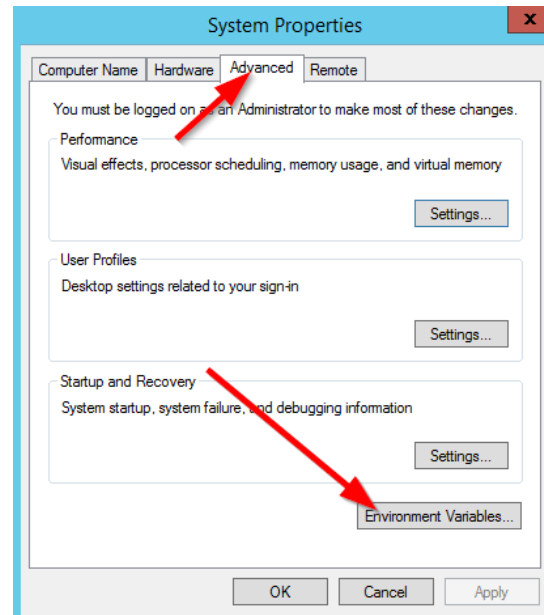 System Properties
x
Computer Name Hardware Advanced Remote
You must be logged on as an Administrator to make most of these changes.
Performance
Visual effects, processor scheduling, memory usage, and virtual memory
Settings...
User Profiles
Desktop settings related to your sign-in
Settings...
Startup and Recovery
System startup, system failure, and debugging information
Settings...
Environment Variables...
OK Cancel Apply